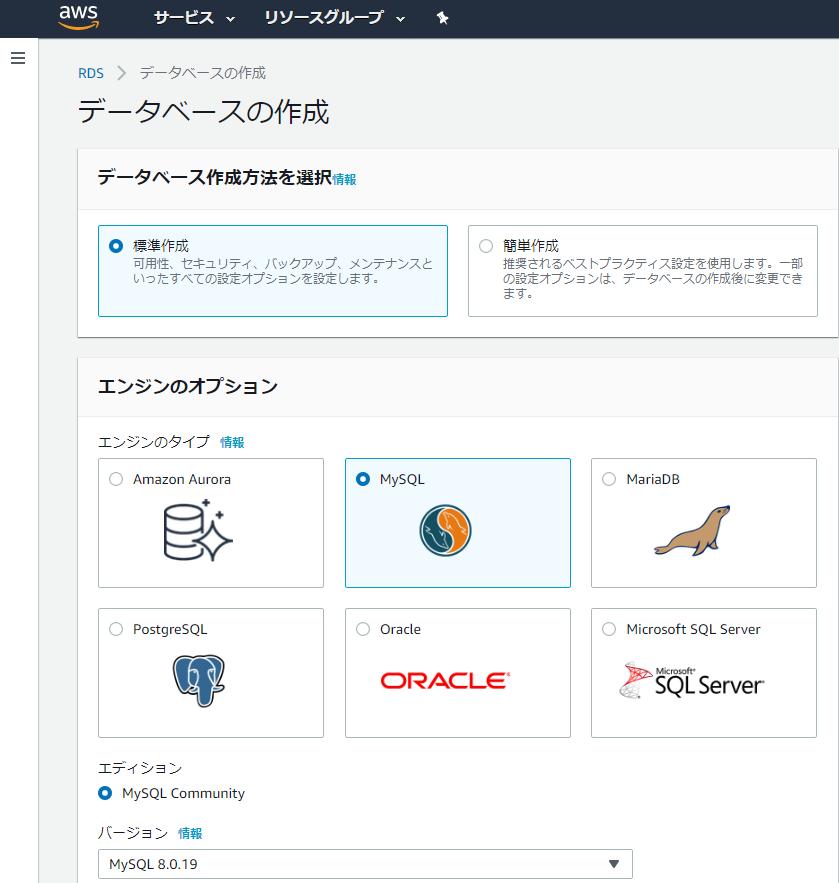 aws サービス リソースグループ
RDS データベースの作成
データベースの作成
データベース作成方法を選択 情報
標準作成
可用性、セキュリティ、バックアップ、メンテナンスと
いったすべての設定オプションを設定します。
簡単作成
推奨されるベストプラクティス設定を使用します。一部
の設定オプションは、データベースの作成後に変更でき
ます。
エンジンのオプション
エンジンのタイプ 情報
Amazon Aurora
MySQL
MariaDB
PostgreSQL
Oracle
ORACLE®
Microsoft SQL Server
Microsoft®
SQL Server®
エディション
MySQL Community
バージョン 情報
MySQL 8.0.19